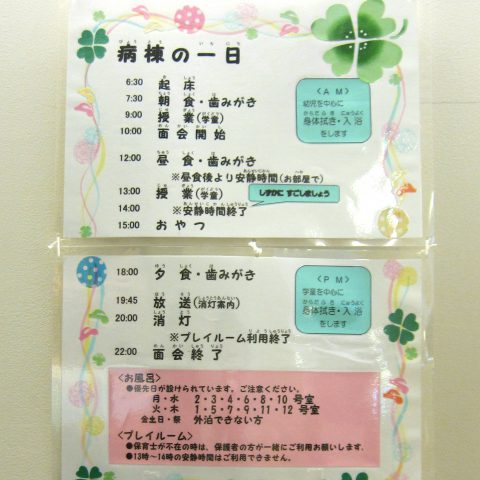 病棟の一日
6:30 起床
7:30 朝食・歯みがき
9:00 授業(学童)
10:00 面会開始
<AM>
幼児を中心に
身体拭き・入浴
をします
12:00 昼食・歯みがき
※昼食後より安静時間(お部屋で)
13:00 授業(学童)
しずかに すごしましょう
14:00 ※安静時間終了
15:00 おやつ
18:00 夕食・歯みがき
19:45 放送(消灯案内)
20:00 消灯
※プレイルーム利用終了
22:00 面会終了
<PM>
学童を中心に
身体拭き・入浴
をします
<お風呂>
●優先日が設けられています。ご注意ください。
月・水 2・3・4・6・8・10 号室
火・木 1・5・7・9・11・12 号室
金土日・祭 外泊できない方
<プレイルーム>
●保育士が不在の時は、保護者の方が一緒にご利用お願いします。
●13時～14時の安静時間はご利用できません。